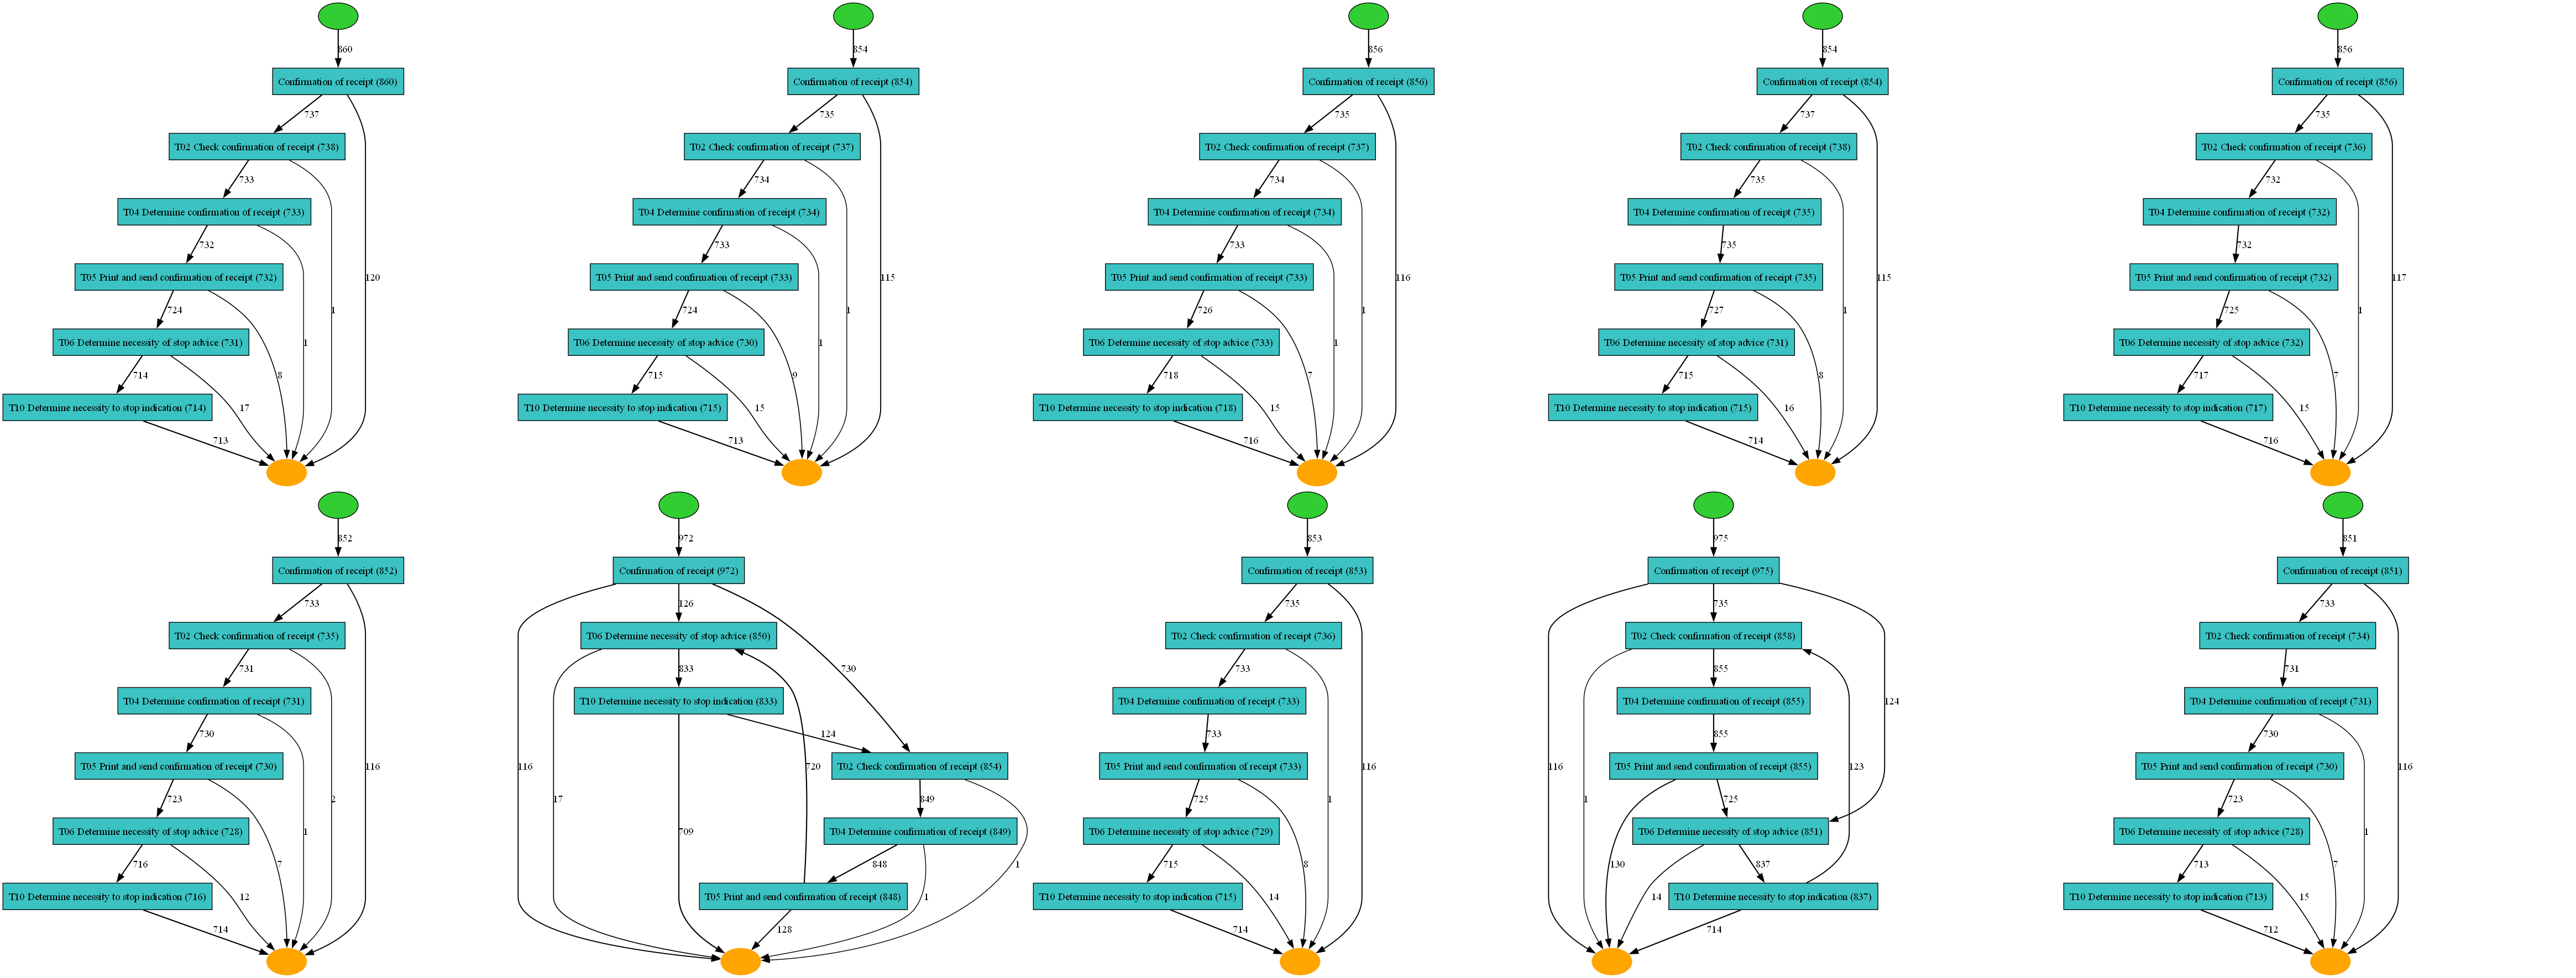 860
Confirmation of receipt (860)
737
T02 Check confirmation of receipt (738)
733
T04 Determine confirmation of receipt (733)
732
T05 Print and send confirmation of receipt (732)
120
1
1
724
8
T06 Determine necessity of stop advice (731)
714
17
T10 Determine necessity to stop indication (714)
713
854
Confirmation of receipt (854)
735
T02 Check confirmation of receipt (737)
734
T04 Determine confirmation of receipt (734)
733
T05 Print and send confirmation of receipt (733)
115
1
1
724
9
T06 Determine necessity of stop advice (730)
715
15
T10 Determine necessity to stop indication (715)
713
856
Confirmation of receipt (856)
735
T02 Check confirmation of receipt (737)
734
T04 Determine confirmation of receipt (734)
733
T05 Print and send confirmation of receipt (733)
116
1
1
726
7
T06 Determine necessity of stop advice (733)
718
15
T10 Determine necessity to stop indication (718)
716
854
Confirmation of receipt (854)
737
T02 Check confirmation of receipt (738)
735
T04 Determine confirmation of receipt (735)
735
T05 Print and send confirmation of receipt (735)
115
1
727
8
T06 Determine necessity of stop advice (731)
715
16
T10 Determine necessity to stop indication (715)
714
856
Confirmation of receipt (856)
735
T02 Check confirmation of receipt (736)
732
T04 Determine confirmation of receipt (732)
732
T05 Print and send confirmation of receipt (732)
117
1
725
7
T06 Determine necessity of stop advice (732)
717
15
T10 Determine necessity to stop indication (717)
716
852
Confirmation of receipt (852)
733
T02 Check confirmation of receipt (735)
731
T04 Determine confirmation of receipt (731)
730
T05 Print and send confirmation of receipt (730)
116
2
1
723
7
T06 Determine necessity of stop advice (728)
716
12
T10 Determine necessity to stop indication (716)
714
972
Confirmation of receipt (972)
126
T06 Determine necessity of stop advice (850)
833
730
T10 Determine necessity to stop indication (833)
124
116
17
720
T02 Check confirmation of receipt (854)
849
709
T04 Determine confirmation of receipt (849)
848
1
T05 Print and send confirmation of receipt (848)
1
128
853
Confirmation of receipt (853)
735
T02 Check confirmation of receipt (736)
733
T04 Determine confirmation of receipt (733)
733
T05 Print and send confirmation of receipt (733)
116
1
725
8
T06 Determine necessity of stop advice (729)
715
14
T10 Determine necessity to stop indication (715)
714
975
Confirmation of receipt (975)
735
T02 Check confirmation of receipt (858)
855
124
T04 Determine confirmation of receipt (855)
855
116
T05 Print and send confirmation of receipt (855)
123
1
725
T06 Determine necessity of stop advice (851)
130
837
14
T10 Determine necessity to stop indication (837)
714
851
Confirmation of receipt (851)
733
T02 Check confirmation of receipt (734)
731
T04 Determine confirmation of receipt (731)
730
T05 Print and send confirmation of receipt (730)
116
1
723
7
T06 Determine necessity of stop advice (728)
713
15
T10 Determine necessity to stop indication (713)
712